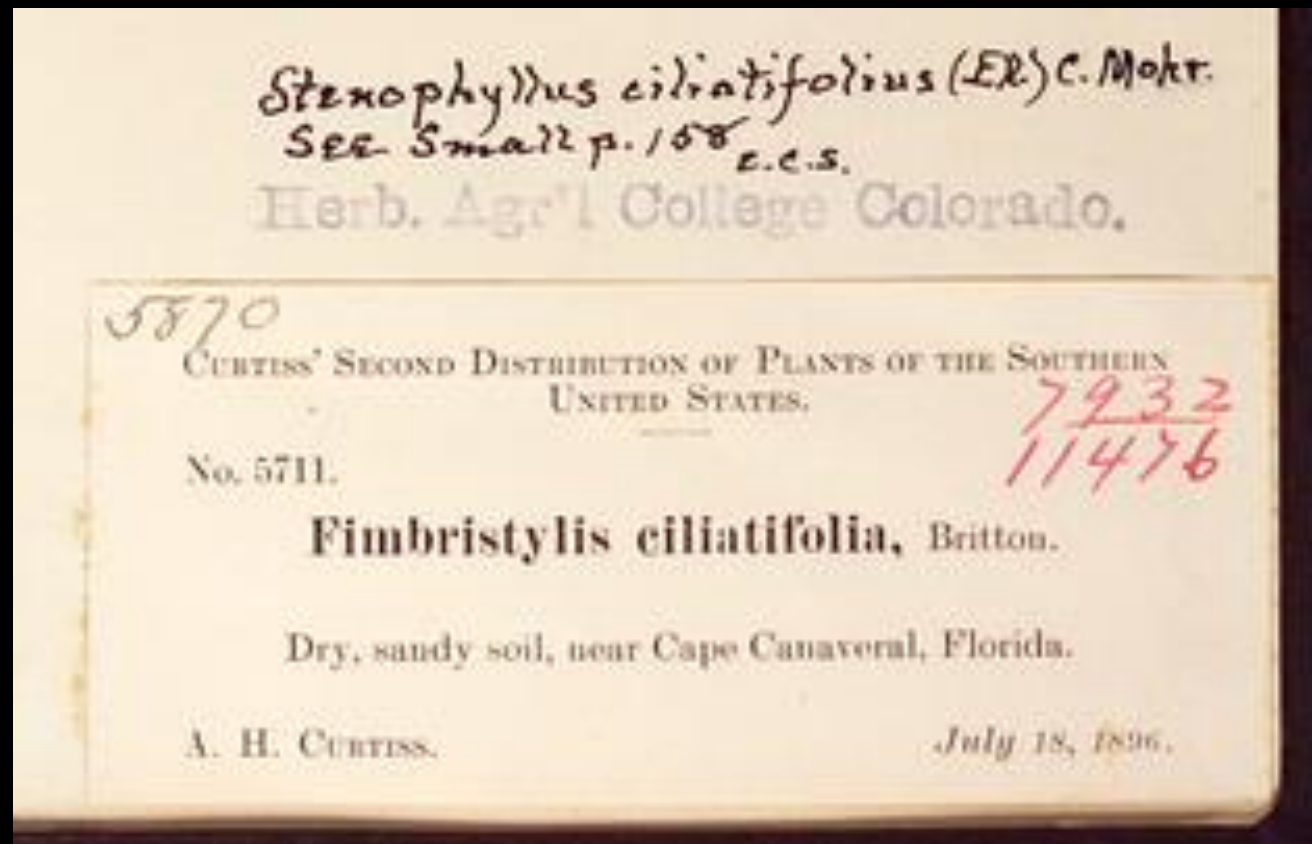 Stenophyllus ciliatifolius (Ell.) C. Mohr.
See Small p. 158 E.C.S.
Herb. Agr'l College Colorado.
5870
Curtiss' Second Distribution of Plants of the Southern
United States.
7932
11476
No. 5711.
Fimbristylis ciliatifolia, Britton.
Dry, sandy soil, near Cape Canaveral, Florida.
A. H. Curtiss. July 18, 1896.